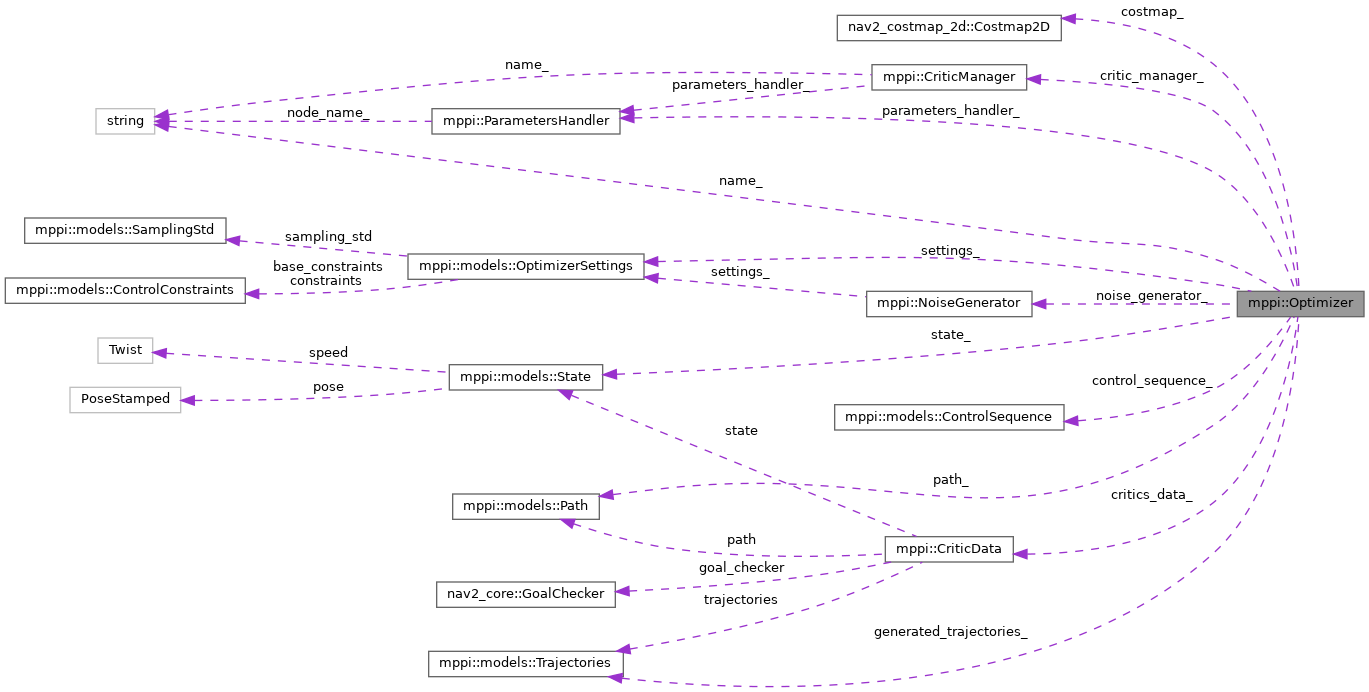 costmap_
nav2_costmap_2d::Costmap2D
name_
mppi::CriticManager
critic_manager_
parameters_handler_
parameters_handler_
string
node_name_
mppi::ParametersHandler
name_
mppi::models::SamplingStd
sampling_std
settings_
mppi::models::OptimizerSettings
base_constraints
constraints
settings_
mppi::models::ControlConstraints
mppi::NoiseGenerator
noise_generator_
mppi::Optimizer
state_
Twist
speed
mppi::models::State
pose
PoseStamped
control_sequence_
mppi::models::ControlSequence
state
path_
critics_data_
mppi::models::Path
path
mppi::CriticData
goal_checker
nav2_core::GoalChecker
trajectories
generated_trajectories_
mppi::models::Trajectories